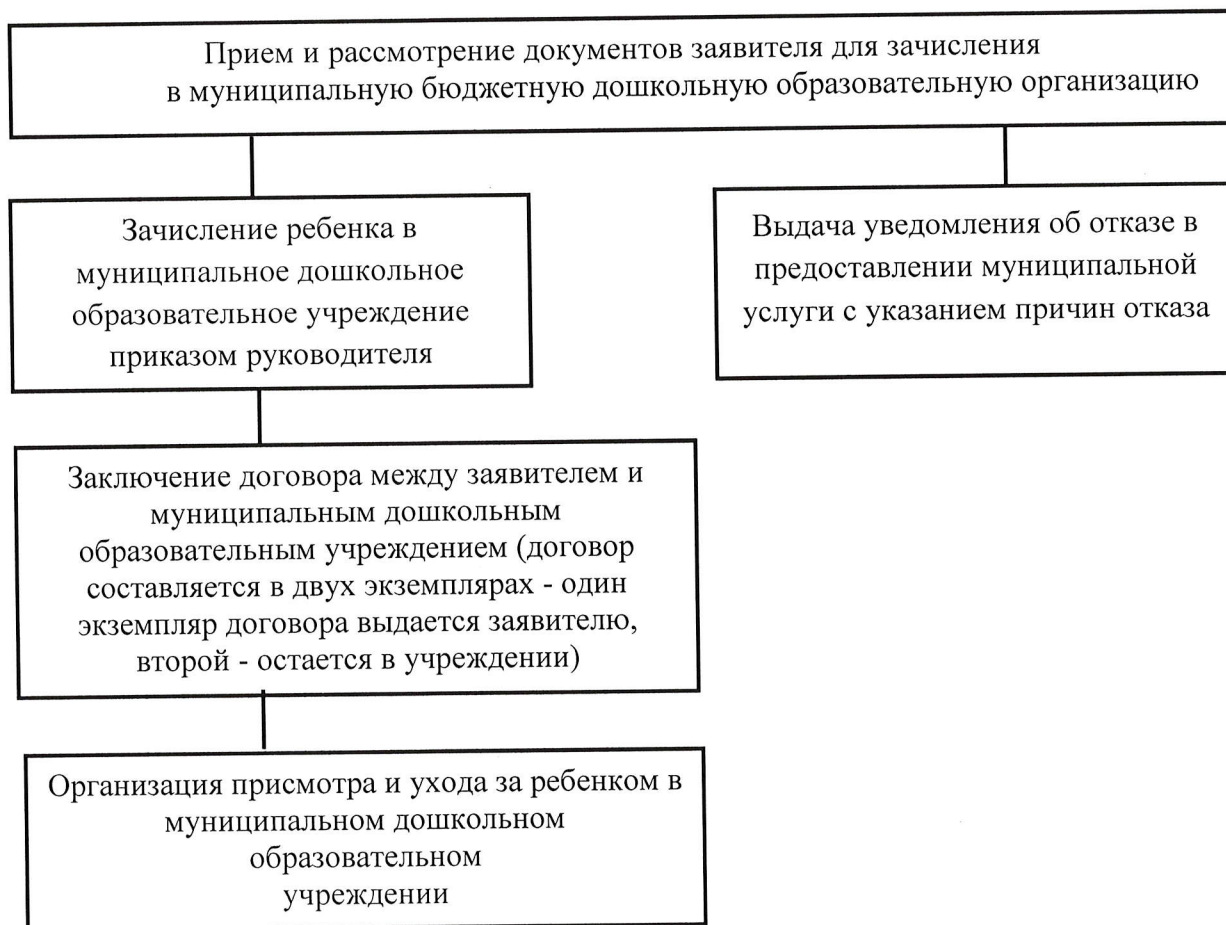 Прием и рассмотрение документов заявителя для зачисления
в муниципальную бюджетную дошкольную образовательную организацию
Зачисление ребенка в
муниципальное дошкольное
образовательное учреждение
приказом руководителя
Выдача уведомления об отказе в
предоставлении муниципальной
услуги с указанием причин отказа
Заключение договора между заявителем и
муниципальным дошкольным
образовательным учреждением (договор
составляется в двух экземплярах - один
экземпляр договора выдается заявителю,
второй - остается в учреждении)
Организация присмотра и ухода за ребенком в
муниципальном дошкольном
образовательном
учреждении